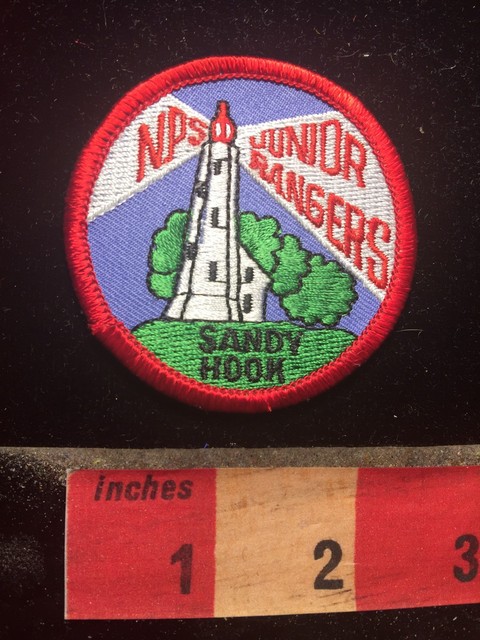 NPS JUNIOR
RANGERS
SANDY
HOOK
inches
1 2 3